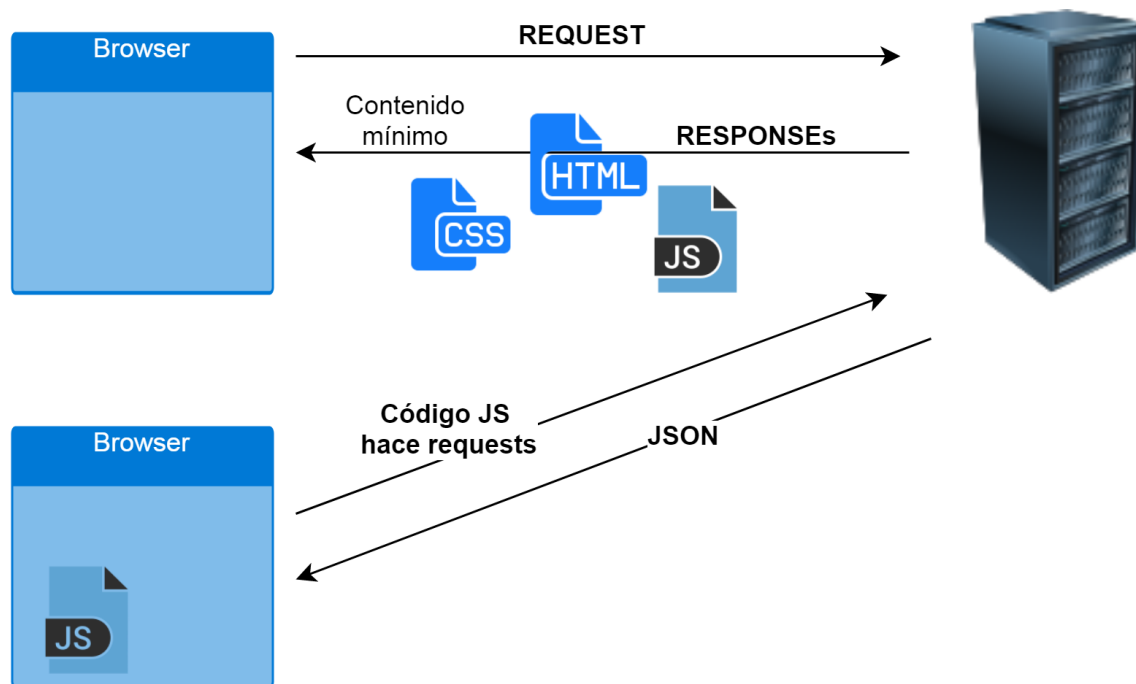 Browser
REQUEST
Contenido
mínimo
RESPONSEs
HTML
CSS
JS
Código JS
hace requests
JSON
Browser
JS